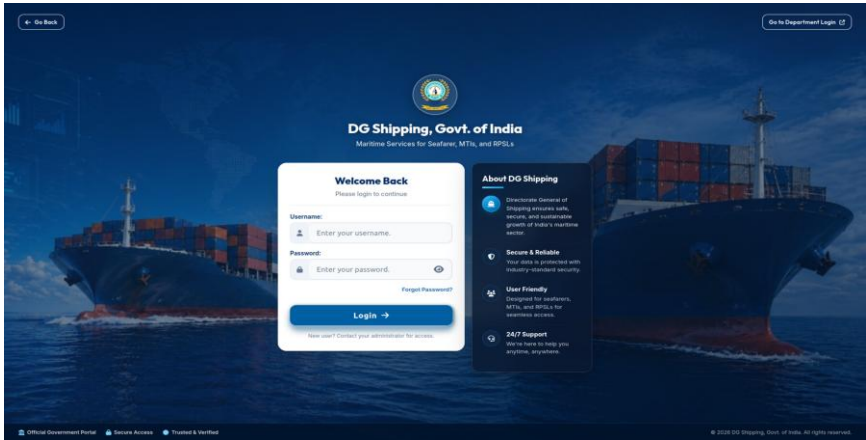 ← Go Back
Go to Department Login
DG Shipping, Govt. of India
Maritime Services for Seafarer, MTIs, and RPSLs
Welcome Back
Please login to continue
Username:
Enter your username.
Password:
Enter your password.
Forgot Password?
Login →
New user? Contact your administrator for access.
About DG Shipping
Directorate General of
Shipping ensures safe,
secure, and sustainable
growth of India's maritime
sector.
Secure & Reliable
Your data is protected with
industry-standard security.
User Friendly
Designed for seafarers,
MTIs, and RPSLs for
seamless access.
24/7 Support
We're here to help you
anytime, anywhere.
Official Government Portal Secure Access Trusted & Verified
© 2026 DG Shipping, Govt. of India. All rights reserved.